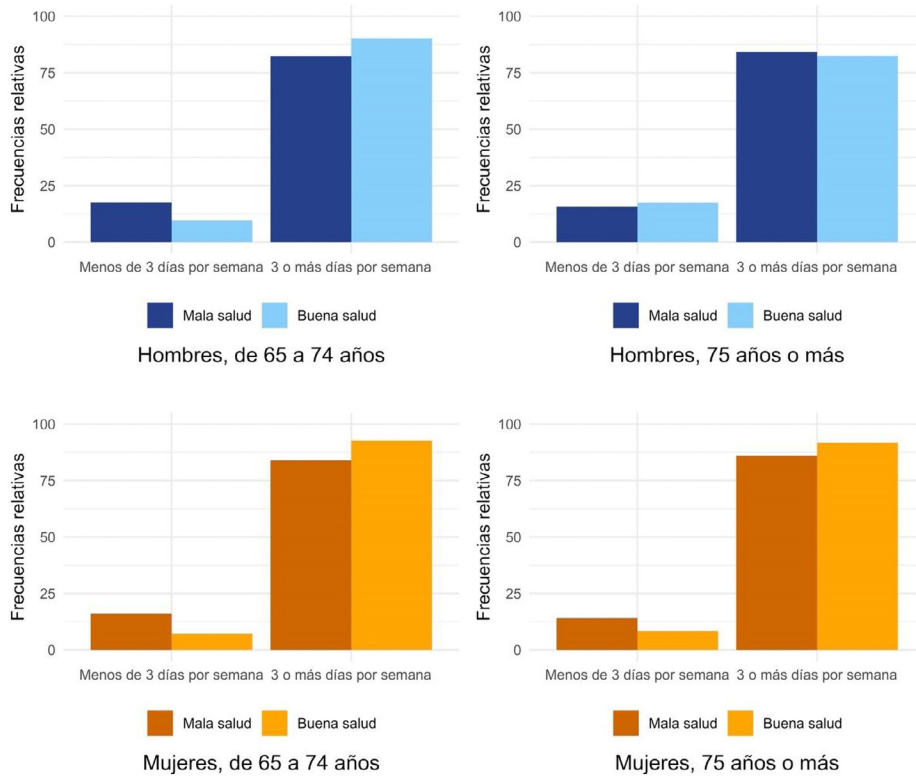 Frecuencias relativas
100
75
50
25
0
Menos de 3 días por semana 3 o más días por semana
Mala salud Buena salud
Hombres, de 65 a 74 años
Frecuencias relativas
100
75
50
25
0
Menos de 3 días por semana 3 o más días por semana
Mala salud Buena salud
Hombres, 75 años o más
Frecuencias relativas
100
75
50
25
0
Menos de 3 días por semana 3 o más días por semana
Mala salud Buena salud
Mujeres, de 65 a 74 años
Frecuencias relativas
100
75
50
25
0
Menos de 3 días por semana 3 o más días por semana
Mala salud Buena salud
Mujeres, 75 años o más